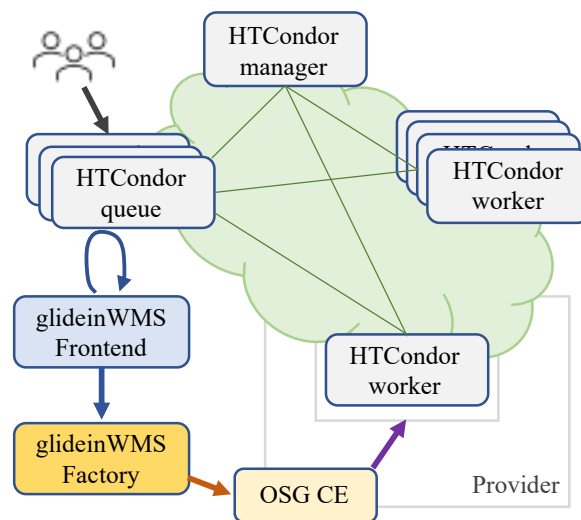 HTCondor
manager
HTCondor
queue
HTCondor
worker
glideinWMS
Frontend
HTCondor
worker
glideinWMS
Factory
OSG CE
Provider